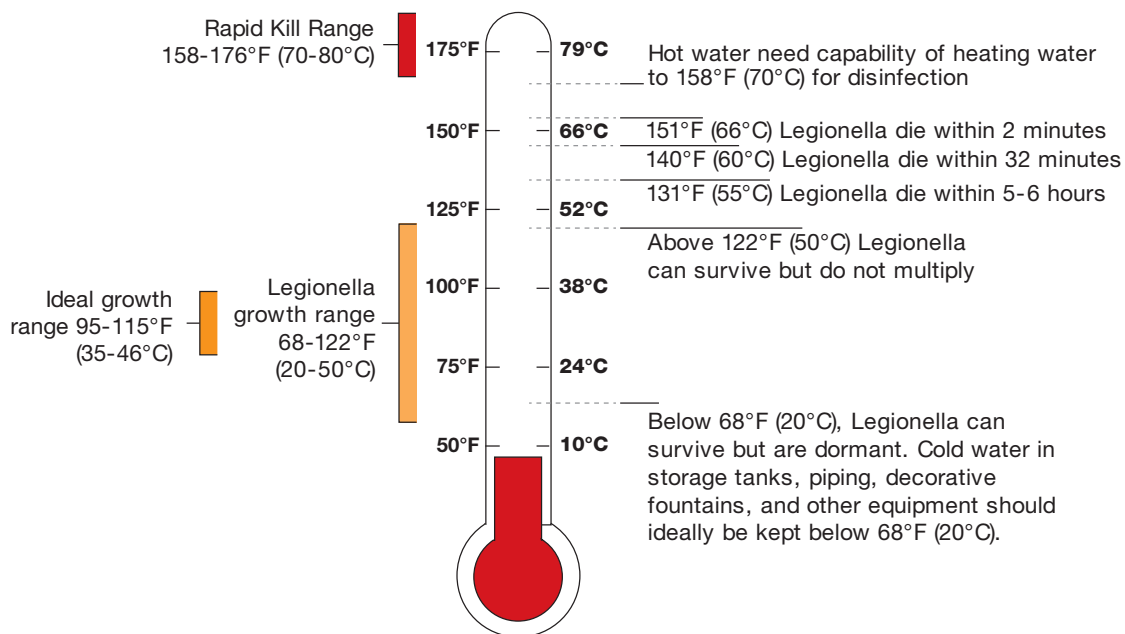 Rapid Kill Range
158-176°F (70-80°C)
175°F
79°C
Hot water need capability of heating water
to 158°F (70°C) for disinfection
150°F
66°C
151°F (66°C) Legionella die within 2 minutes
140°F (60°C) Legionella die within 32 minutes
131°F (55°C) Legionella die within 5-6 hours
125°F
52°C
Above 122°F (50°C) Legionella
can survive but do not multiply
100°F
38°C
Ideal growth
range 95-115°F
(35-46°C)
Legionella
growth range
68-122°F
(20-50°C)
75°F
24°C
50°F
10°C
Below 68°F (20°C), Legionella can
survive but are dormant. Cold water in
storage tanks, piping, decorative
fountains, and other equipment should
ideally be kept below 68°F (20°C).